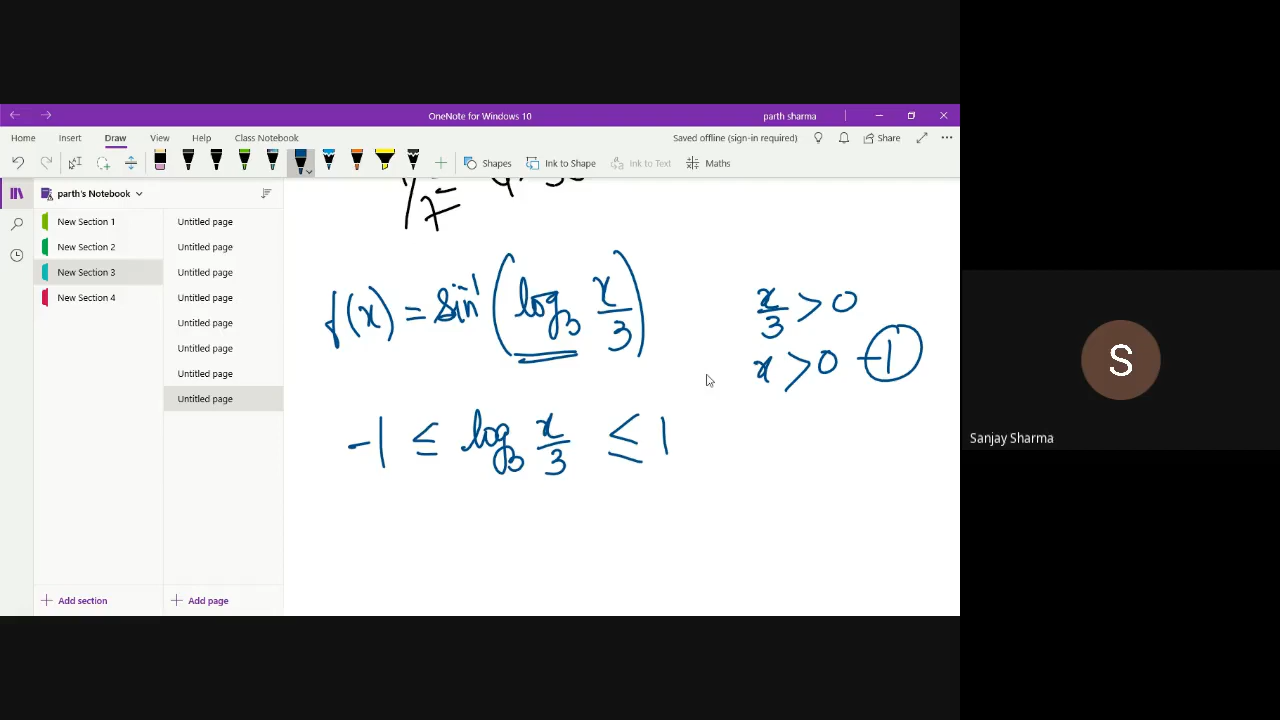 OneNote for Windows 10
parth sharma
Home Insert Draw View Help Class Notebook
Saved offline (sign-in required)
Share
Shapes
Ink to Shape
Ink to Text
Maths
parth's Notebook
New Section 1
New Section 2
New Section 3
New Section 4
Untitled page
Untitled page
Untitled page
Untitled page
Untitled page
Untitled page
Untitled page
Untitled page
Add section
Add page
f(x) = sin⁻¹ (log₃ x/3)
x/3 > 0
x > 0 – 1
-1 ≤ log₃ x/3 ≤ 1
S
Sanjay Sharma